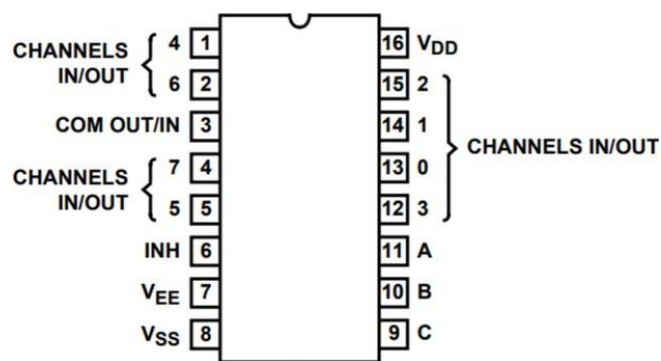 CHANNELS IN/OUT
4 1
6 2
COM OUT/IN 3
CHANNELS IN/OUT
7 4
5 5
INH 6
VEE 7
VSS 8
16 VDD
15 2
14 1
13 0
12 3
CHANNELS IN/OUT
11 A
10 B
9 C